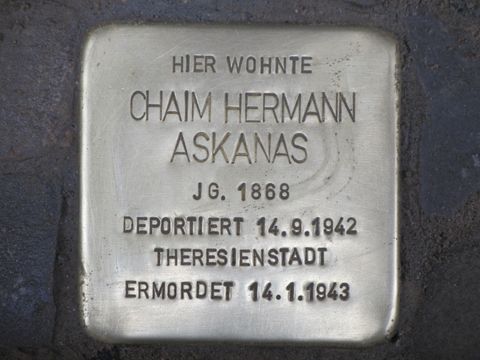 HIER WOHNTE
CHAIM HERMANN
ASKANAS
JG. 1868
DEPORTIERT 14.9.1942
THERESIENSTADT
ERMORDET 14.1.1943